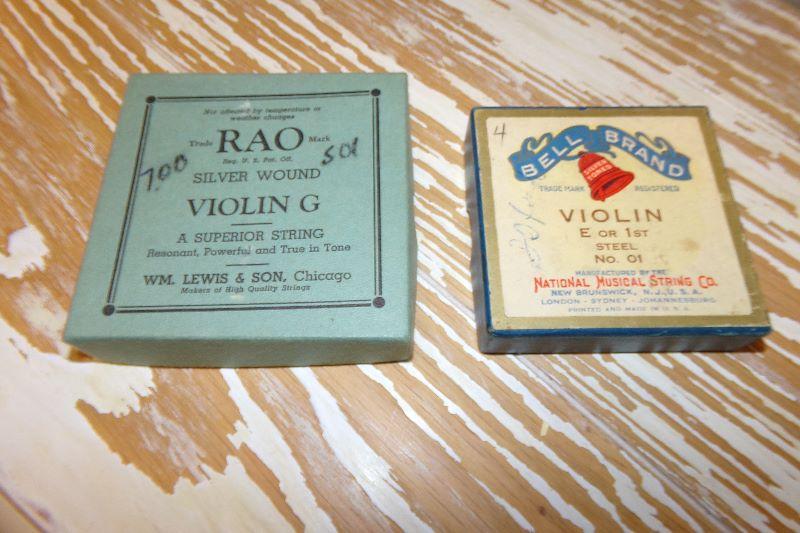 Not affected by temperature or
weather changes
Trade RAO Mark
Reg. U. S. Pat. Off.
7.00
50¢
SILVER WOUND
VIOLIN G
A SUPERIOR STRING
Resonant, Powerful and True in Tone
WM. LEWIS & SON, Chicago
Makers of High Quality Strings
4
BELL BRAND
SILVER
TONED
TRADE MARK REGISTERED
VIOLIN
E OR 1ST
STEEL
No. 01
MANUFACTURED BY THE
NATIONAL MUSICAL STRING CO.
NEW BRUNSWICK, N.J., U.S.A.
LONDON - SYDNEY - JOHANNESBURG
PRINTED AND MADE IN U.S.A.